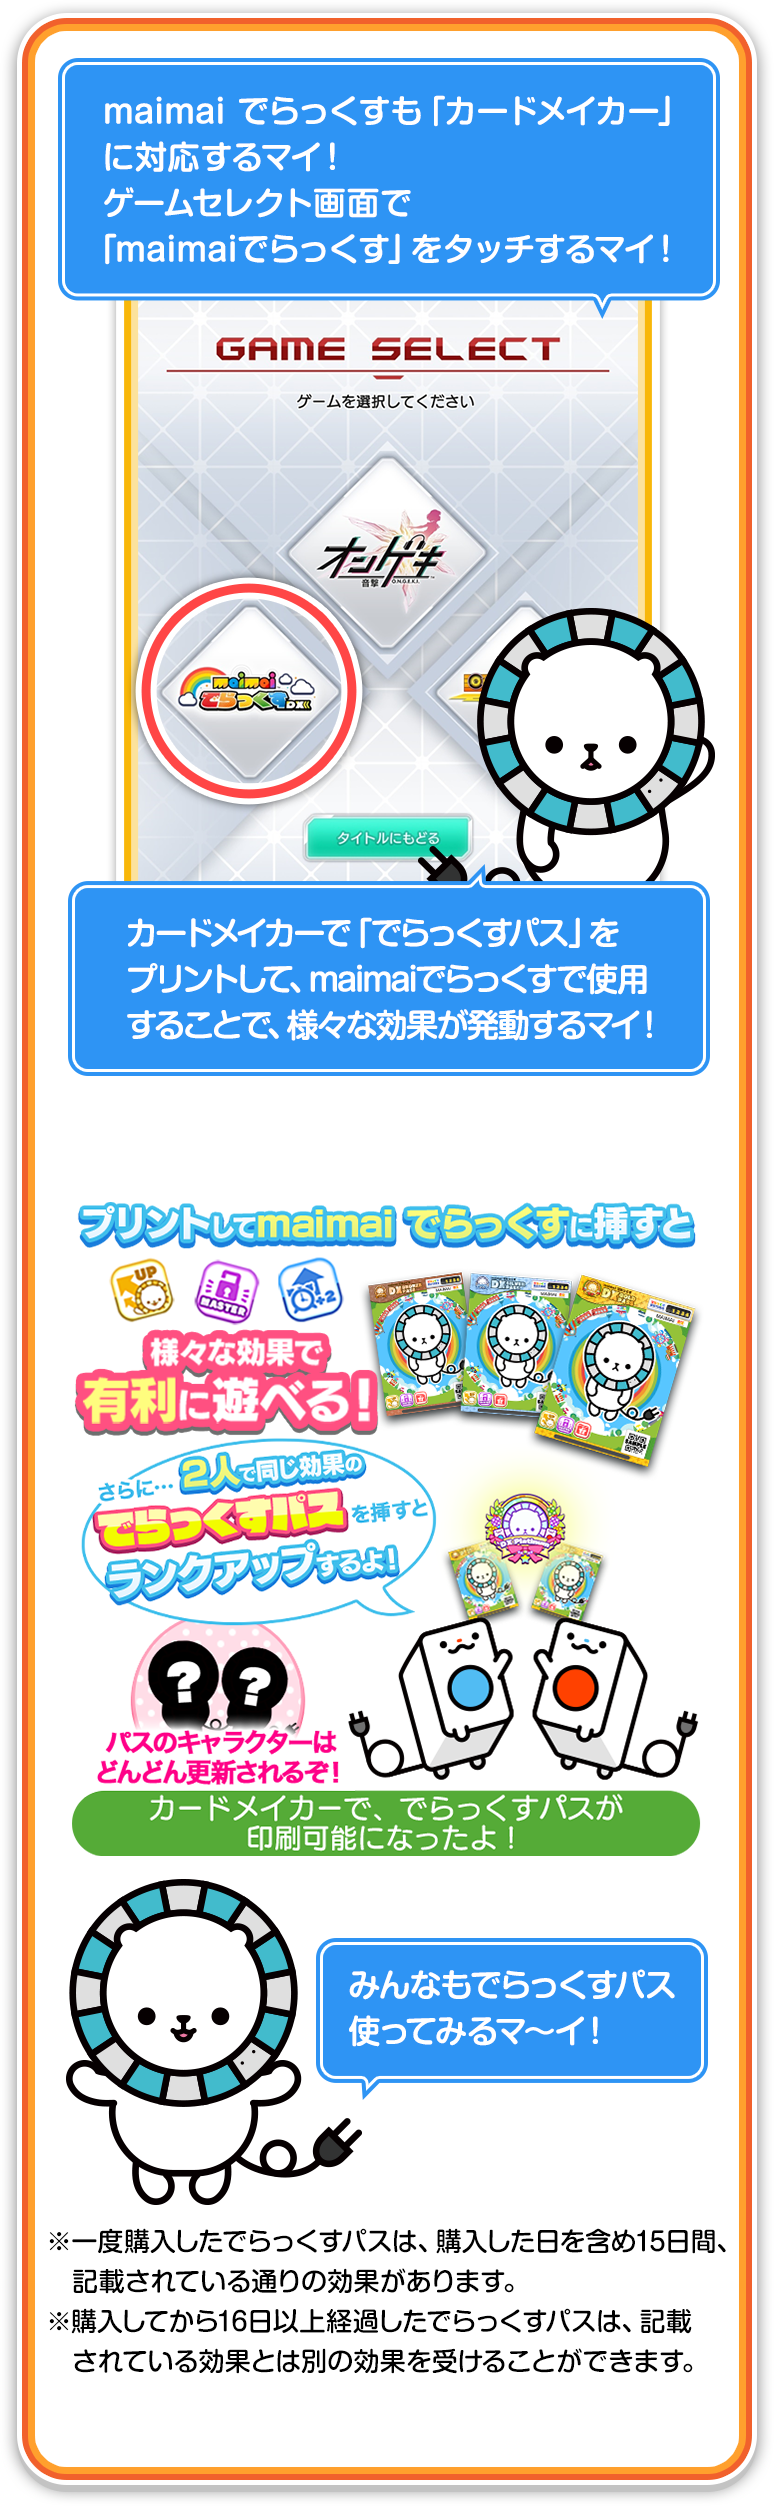 maimai でらっくすも「カードメイカー」
に対応するマイ！
ゲームセレクト画面で
「maimaiでらっくす」をタッチするマイ！
GAME SELECT
ゲームを選択してください
オンゲキ
音撃 O.N.G.E.K.I.
maimai
でらっくす DX
タイトルにもどる
カードメイカーで「でらっくすパス」を
プリントして、maimaiでらっくすで使用
することで、様々な効果が発動するマイ！
プリントしてmaimai でらっくすに挿すと
UP
MASTER
+2
様々な効果で
有利に遊べる！
さらに… 2人で同じ効果の
でらっくすパスを挿すと
ランクアップするよ！
? ?
パスのキャラクターは
どんどん更新されるぞ！
カードメイカーで、でらっくすパスが
印刷可能になったよ！
みんなもでらっくすパス
使ってみるマ〜イ！
※一度購入したでらっくすパスは、購入した日を含め15日間、
記載されている通りの効果があります。
※購入してから16日以上経過したでらっくすパスは、記載
されている効果とは別の効果を受けることができます。